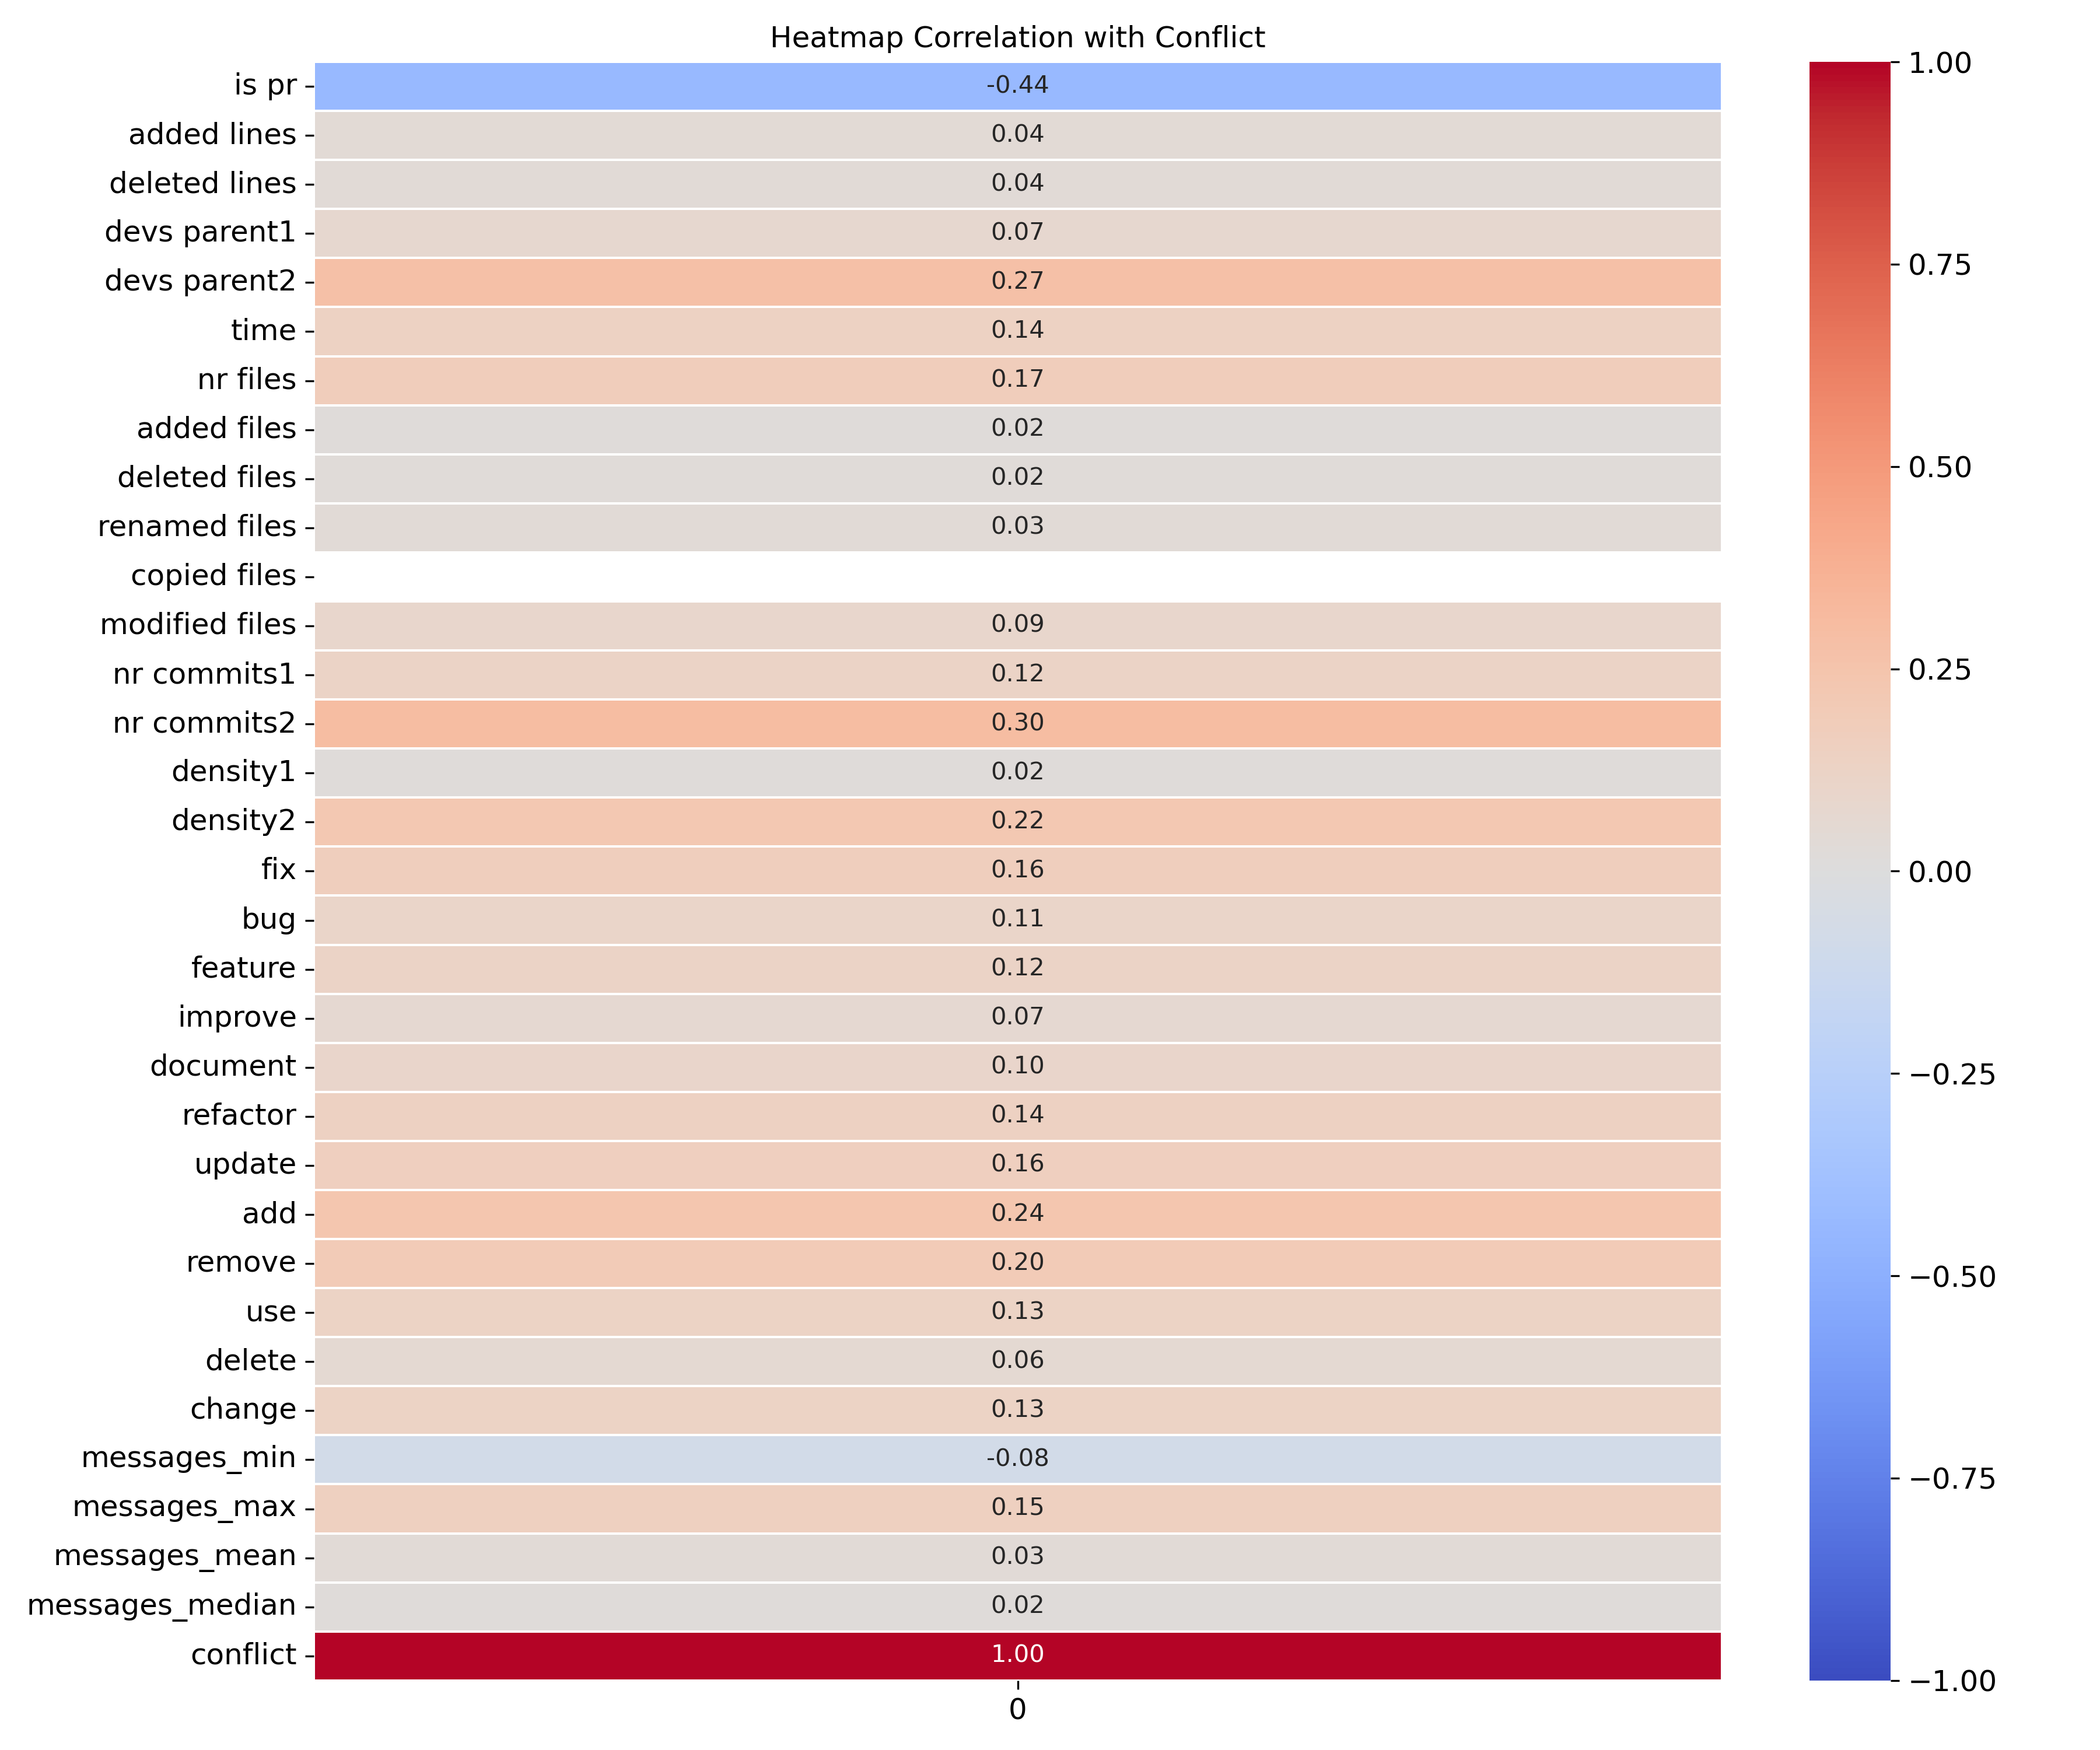 Heatmap Correlation with Conflict
is pr -0.44
added lines 0.04
deleted lines 0.04
devs parent1 0.07
devs parent2 0.27
time 0.14
nr files 0.17
added files 0.02
deleted files 0.02
renamed files 0.03
copied files
modified files 0.09
nr commits1 0.12
nr commits2 0.30
density1 0.02
density2 0.22
fix 0.16
bug 0.11
feature 0.12
improve 0.07
document 0.10
refactor 0.14
update 0.16
add 0.24
remove 0.20
use 0.13
delete 0.06
change 0.13
messages_min -0.08
messages_max 0.15
messages_mean 0.03
messages_median 0.02
conflict 1.00
0
1.00
0.75
0.50
0.25
0.00
−0.25
−0.50
−0.75
−1.00